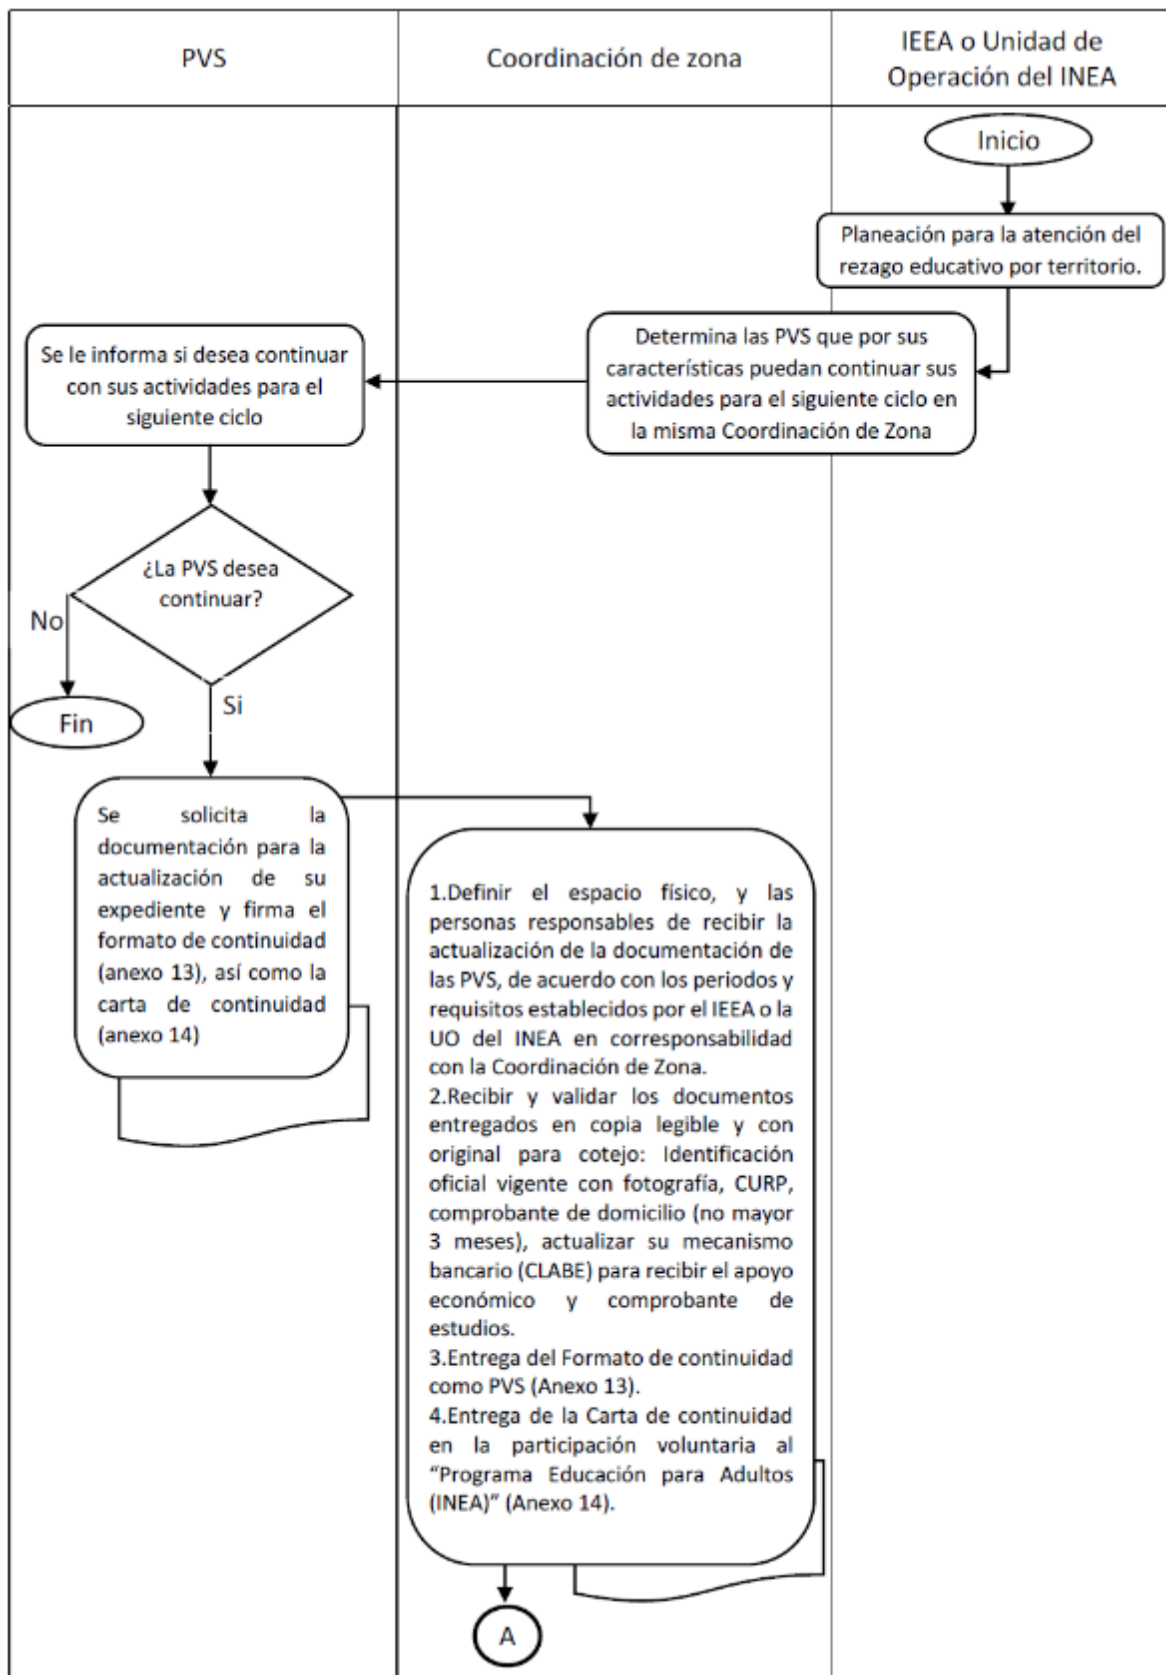 PVS
Coordinación de zona
IEEA o Unidad de
Operación del INEA
Inicio
Planeación para la atención del
rezago educativo por territorio.
Determina las PVS que por sus
características puedan continuar sus
actividades para el siguiente ciclo en
la misma Coordinación de Zona
Se le informa si desea continuar
con sus actividades para el
siguiente ciclo
¿La PVS desea
continuar?
No
Fin
Si
Se solicita la
documentación para la
actualización de su
expediente y firma el
formato de continuidad
(anexo 13), así como la
carta de continuidad
(anexo 14)
1.Definir el espacio físico, y las
personas responsables de recibir la
actualización de la documentación de
las PVS, de acuerdo con los periodos y
requisitos establecidos por el IEEA o la
UO del INEA en corresponsabilidad
con la Coordinación de Zona.
2.Recibir y validar los documentos
entregados en copia legible y con
original para cotejo: Identificación
oficial vigente con fotografía, CURP,
comprobante de domicilio (no mayor
3 meses), actualizar su mecanismo
bancario (CLABE) para recibir el apoyo
económico y comprobante de
estudios.
3.Entrega del Formato de continuidad
como PVS (Anexo 13).
4.Entrega de la Carta de continuidad
en la participación voluntaria al
“Programa Educación para Adultos
(INEA)” (Anexo 14).
A